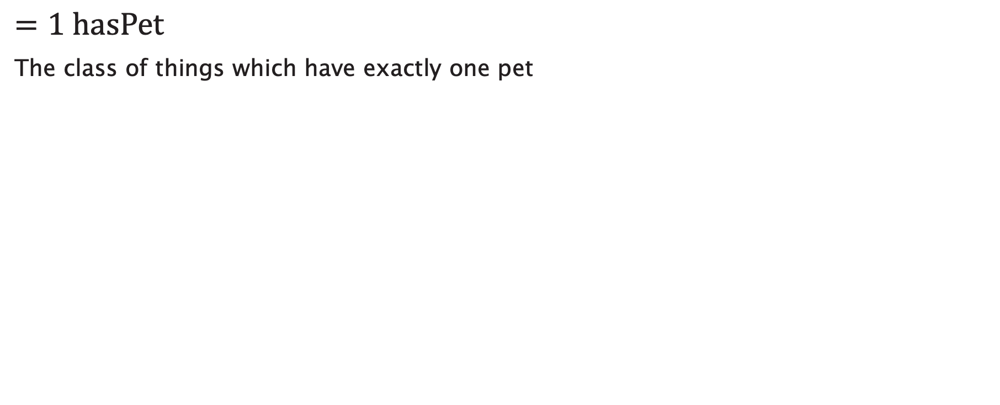 = 1 hasPet
The class of things which have exactly one pet